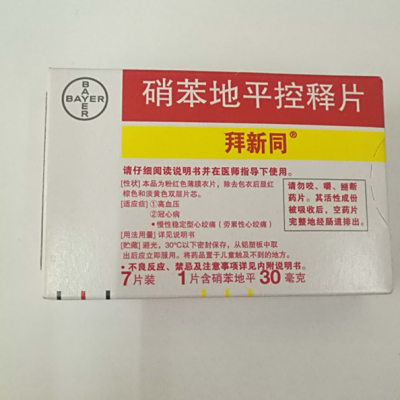 BAYER
BAYER
硝苯地平控释片
拜新同®
请仔细阅读说明书并在医师指导下使用。
[性状] 本品为粉红色薄膜衣片，除去包衣后显红
棕色和淡黄色双层片芯。
[适应症] ①高血压
②冠心病
• 慢性稳定型心绞痛（劳累性心绞痛）
[用法用量] 详见说明书
[贮藏] 避光，30℃以下密封保存，从铝塑板中取
出后应立即服用。将药品置于儿童触及不到的地方。
• 不良反应、禁忌及注意事项详见内附说明书。
请勿咬、嚼、掰断
药片。其活性成份
被吸收后，空药片
完整地经肠道排出。
7片装 1片含硝苯地平30毫克